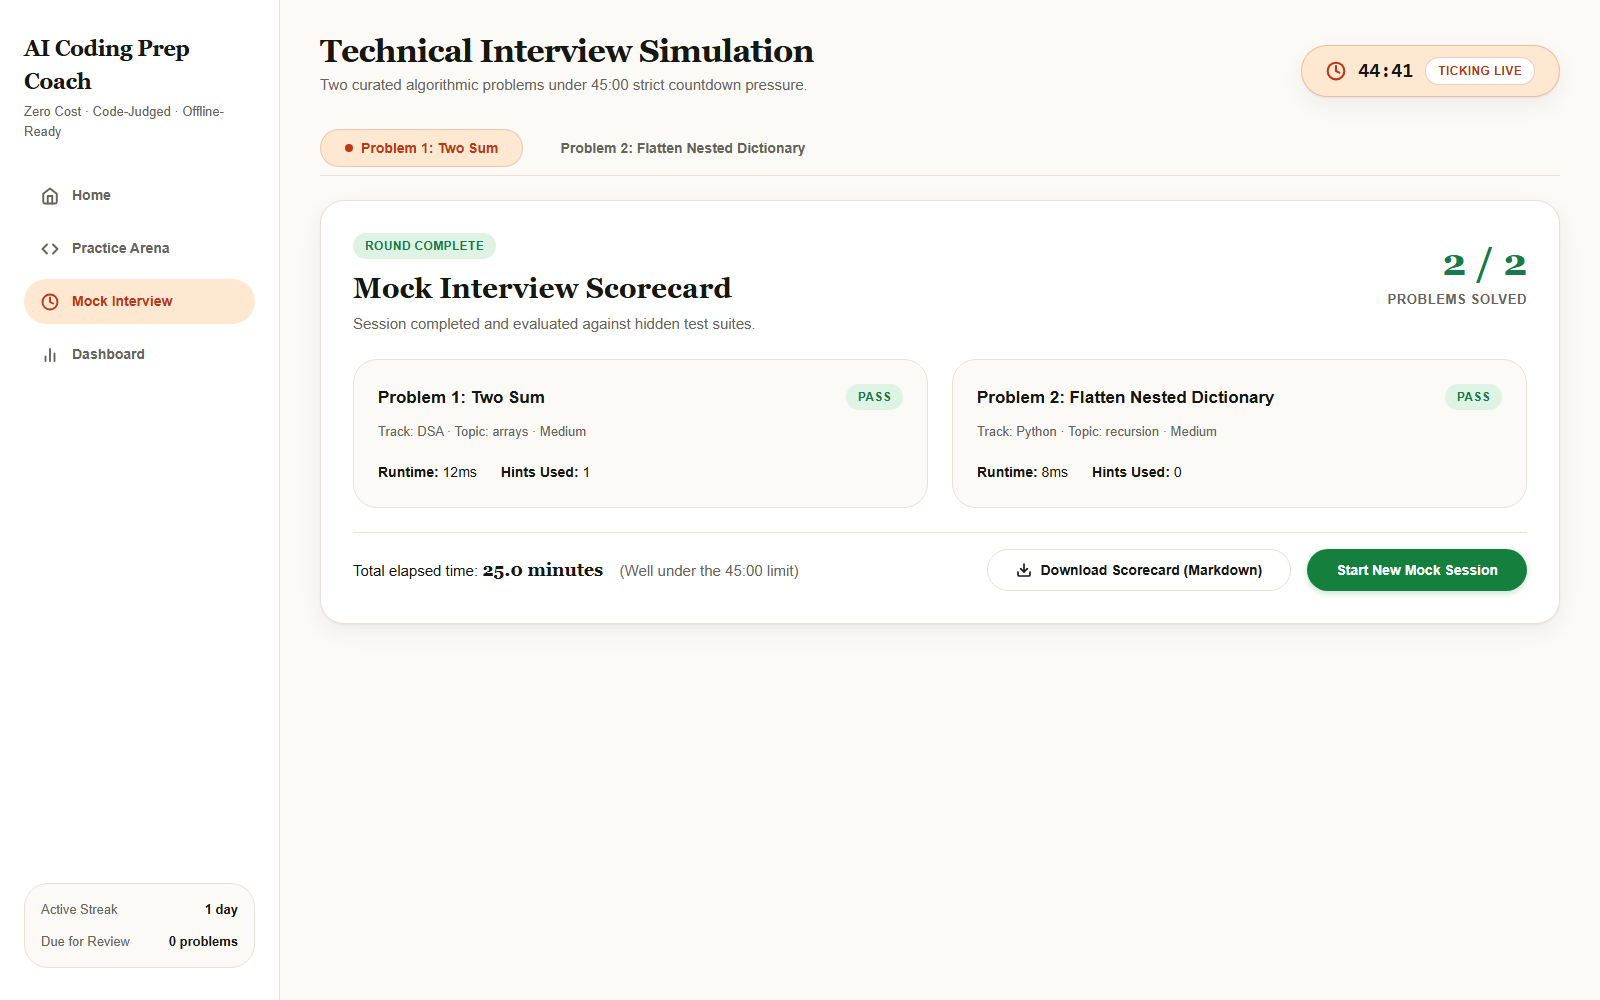 AI Coding Prep
Coach
Zero Cost · Code-Judged · Offline-
Ready
Home
Practice Arena
Mock Interview
Dashboard
Active Streak 1 day
Due for Review 0 problems
Technical Interview Simulation
Two curated algorithmic problems under 45:00 strict countdown pressure.
44:41 TICKING LIVE
Problem 1: Two Sum Problem 2: Flatten Nested Dictionary
ROUND COMPLETE
Mock Interview Scorecard
Session completed and evaluated against hidden test suites.
2 / 2
PROBLEMS SOLVED
Problem 1: Two Sum PASS
Track: DSA · Topic: arrays · Medium
Runtime: 12ms Hints Used: 1
Problem 2: Flatten Nested Dictionary PASS
Track: Python · Topic: recursion · Medium
Runtime: 8ms Hints Used: 0
Total elapsed time: 25.0 minutes (Well under the 45:00 limit)
Download Scorecard (Markdown)
Start New Mock Session